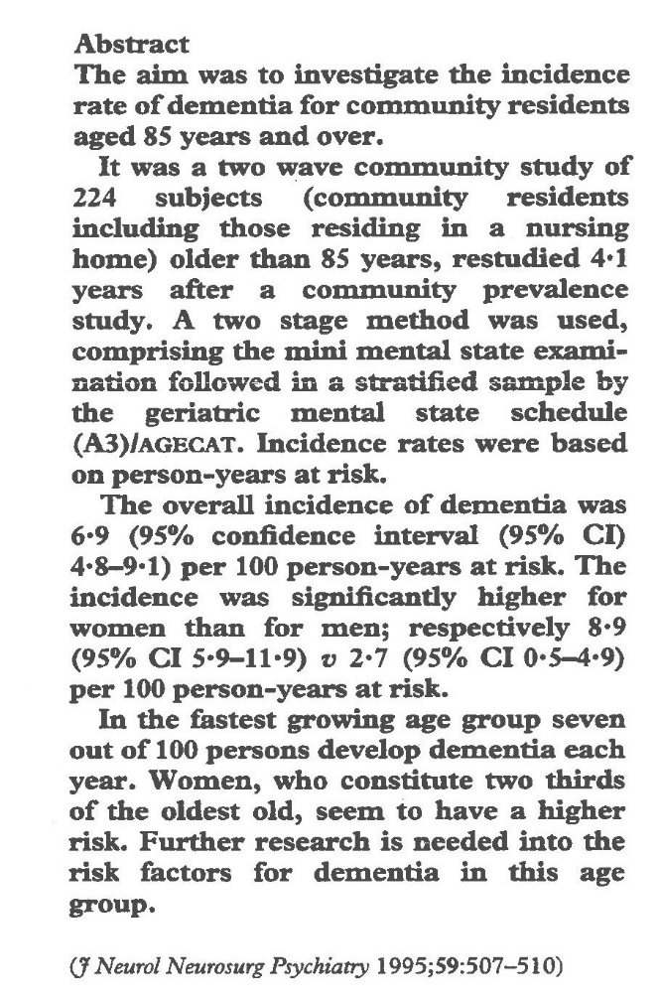 Abstract
The aim was to investigate the incidence
rate of dementia for community residents
aged 85 years and over.
It was a two wave community study of
224 subjects (community residents
including those residing in a nursing
home) older than 85 years, restudied 4·1
years after a community prevalence
study. A two stage method was used,
comprising the mini mental state exami-
nation followed in a stratified sample by
the geriatric mental state schedule
(A3)/AGECAT. Incidence rates were based
on person-years at risk.
The overall incidence of dementia was
6·9 (95% confidence interval (95% CI)
4·8–9·1) per 100 person-years at risk. The
incidence was significantly higher for
women than for men; respectively 8·9
(95% CI 5·9–11·9) v 2·7 (95% CI 0·5–4·9)
per 100 person-years at risk.
In the fastest growing age group seven
out of 100 persons develop dementia each
year. Women, who constitute two thirds
of the oldest old, seem to have a higher
risk. Further research is needed into the
risk factors for dementia in this age
group.
(J Neurol Neurosurg Psychiatry 1995;59:507–510)